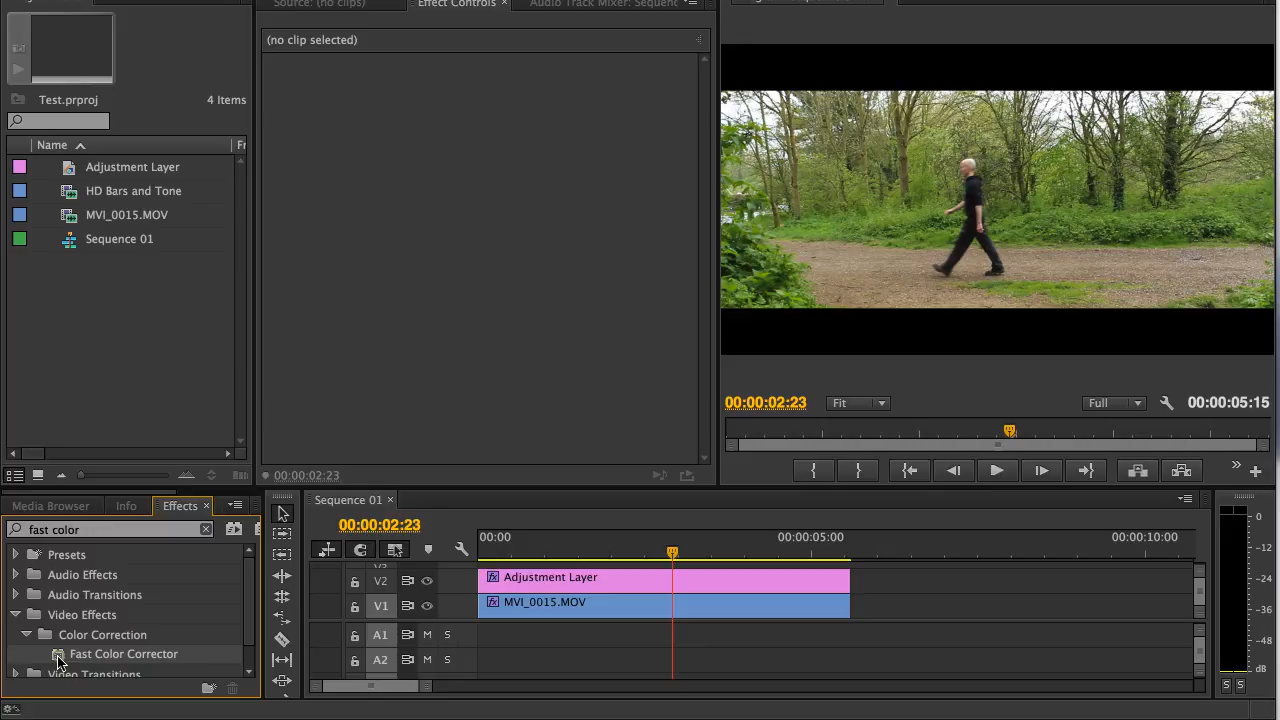 Source: (no clips)
Effect Controls ×
Audio Track Mixer: Sequenc
(no clip selected)
Test.prproj
4 Items
Name
Fr
Adjustment Layer
HD Bars and Tone
MVI_0015.MOV
Sequence 01
00:00:02:23
00:00:02:23
Fit
Full
00:00:05:15
Media Browser
Info
Effects ×
fast color
Presets
Audio Effects
Audio Transitions
Video Effects
Color Correction
Fast Color Corrector
Video Transitions
Sequence 01 ×
00:00:02:23
00:00
00:00:05:00
00:00:10:00
V2
fx Adjustment Layer
V1
fx MVI_0015.MOV
A1 M S
A2 M S
0
-12
-24
-36
-48
dB
S S